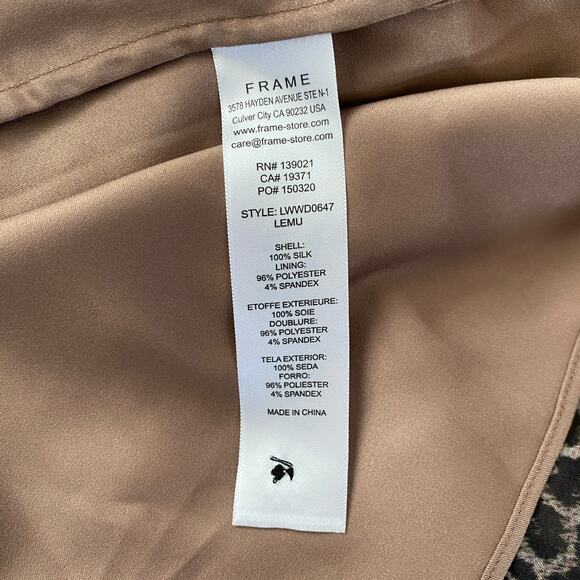 FRAME
3578 HAYDEN AVENUE STE N-1
Culver City CA 90232 USA
www.frame-store.com
care@frame-store.com
RN# 139021
CA# 19371
PO# 150320
STYLE: LWWD0647
LEMU
SHELL:
100% SILK
LINING:
96% POLYESTER
4% SPANDEX
ETOFFE EXTERIEURE:
100% SOIE
DOUBLURE:
96% POLYESTER
4% SPANDEX
TELA EXTERIOR:
100% SEDA
FORRO:
96% POLIESTER
4% SPANDEX
MADE IN CHINA